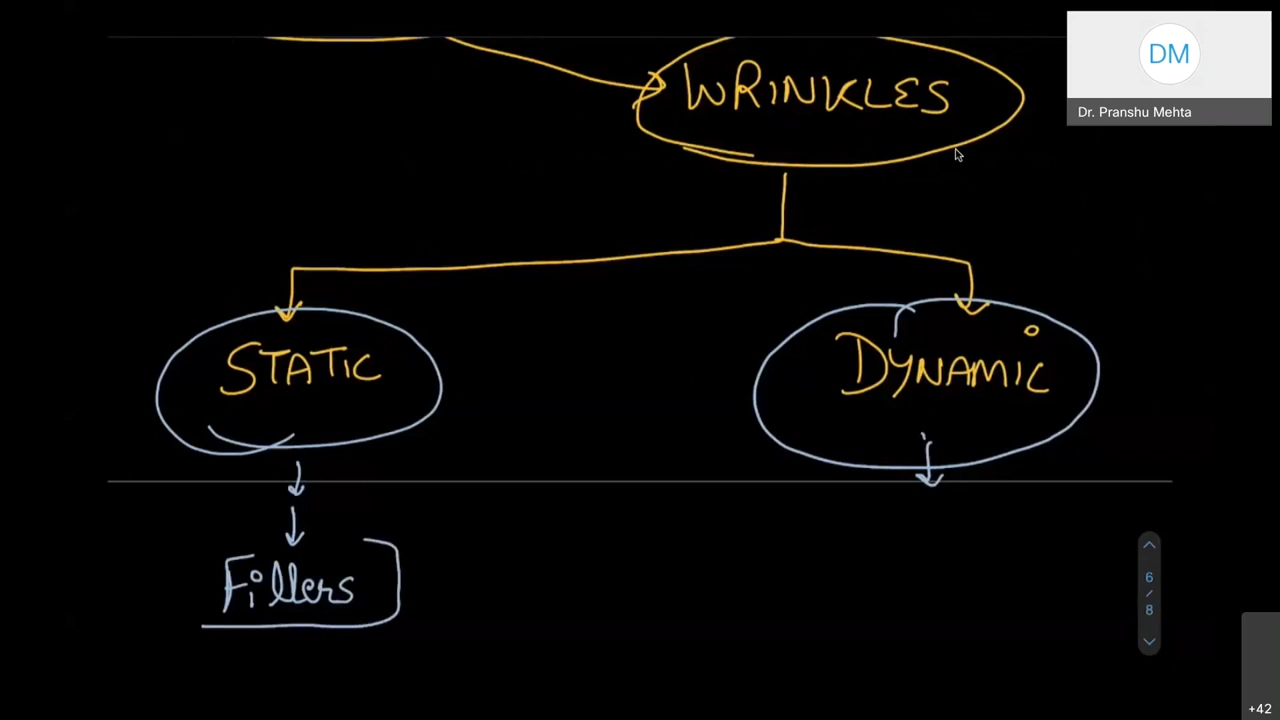 DM
Dr. Pranshu Mehta
WRINKLES
STATIC
DYNAMIC
Fillers
6
/
8
+42